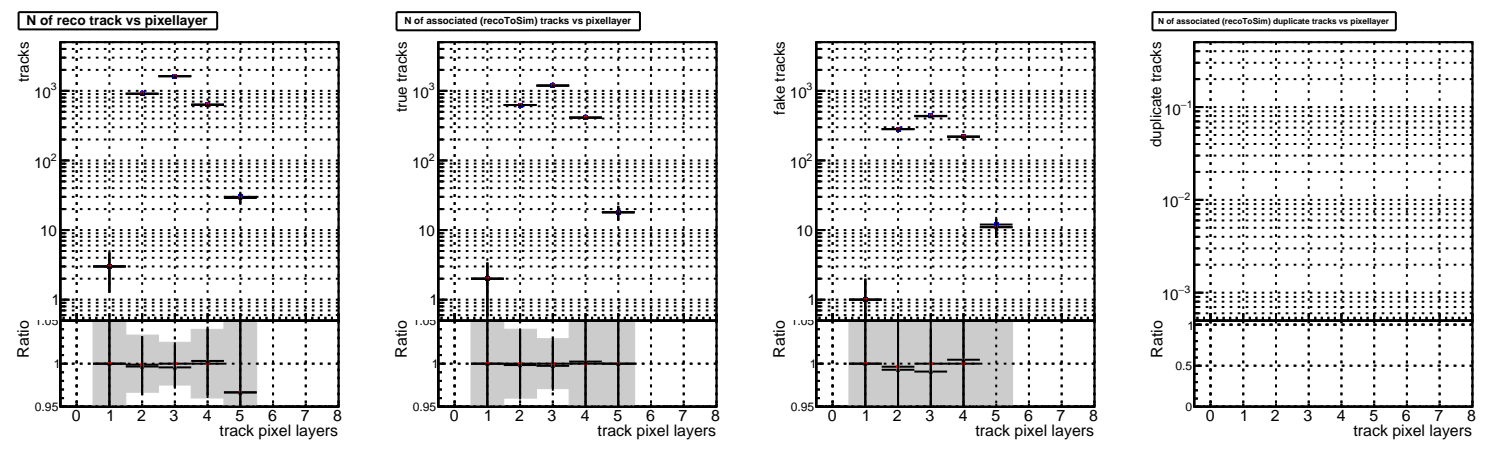 N of reco track vs pixellayer
tracks
10³
10²
10
1
Ratio
1.05
1
0.95
0 1 2 3 4 5 6 7 8
track pixel layers
N of associated (recoToSim) tracks vs pixellayer
true tracks
10³
10²
10
1
Ratio
1.05
1
0.95
0 1 2 3 4 5 6 7 8
track pixel layers
fake tracks
10³
10²
10
1
Ratio
1.05
1
0.95
0 1 2 3 4 5 6 7 8
track pixel layers
N of associated (recoToSim) duplicate tracks vs pixellayer
duplicate tracks
10⁻¹
10⁻²
10⁻³
Ratio
1
0.5
0
0 1 2 3 4 5 6 7 8
track pixel layers